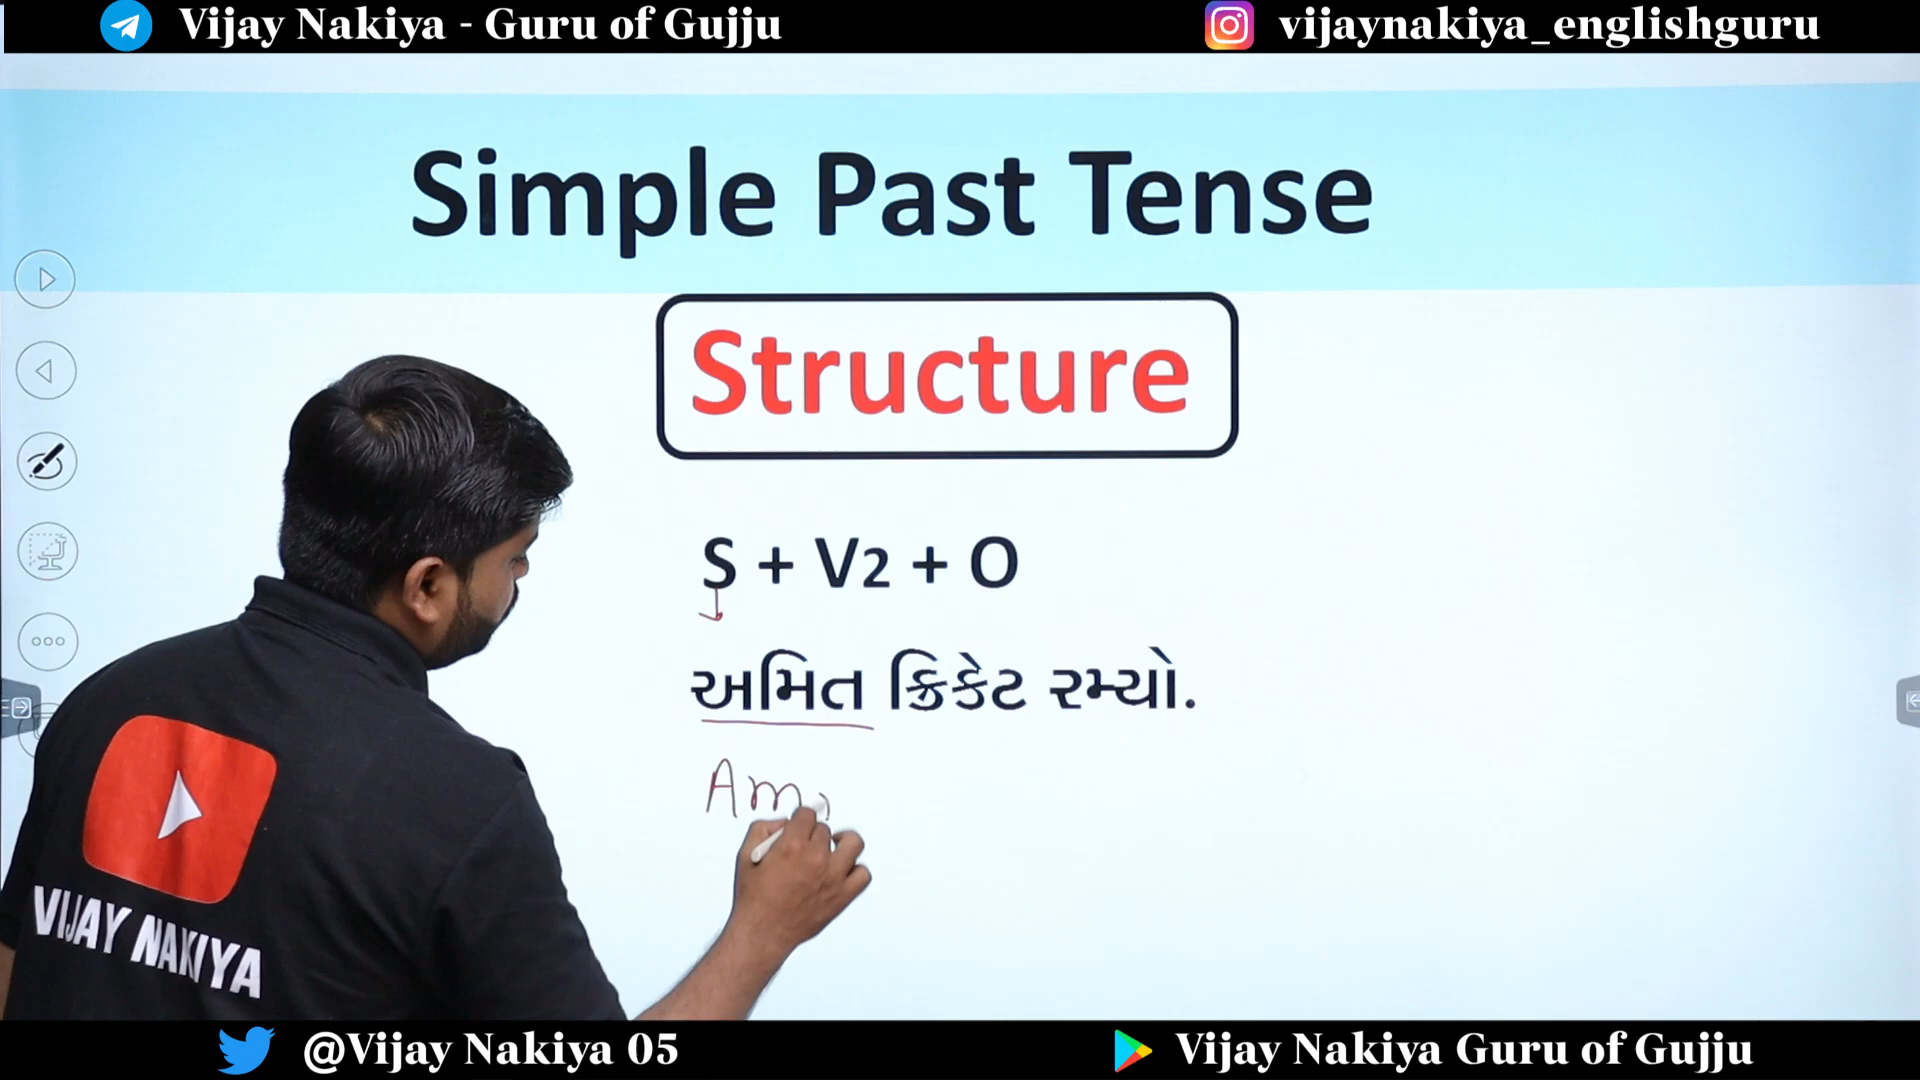 Vijay Nakiya - Guru of Gujju
vijaynakiya_englishguru
Simple Past Tense
Structure
S + V2 + O
અમિત ક્રિકેટ રમ્યો.
Am
VIJAY NAKIYA
@Vijay Nakiya 05
Vijay Nakiya Guru of Gujju